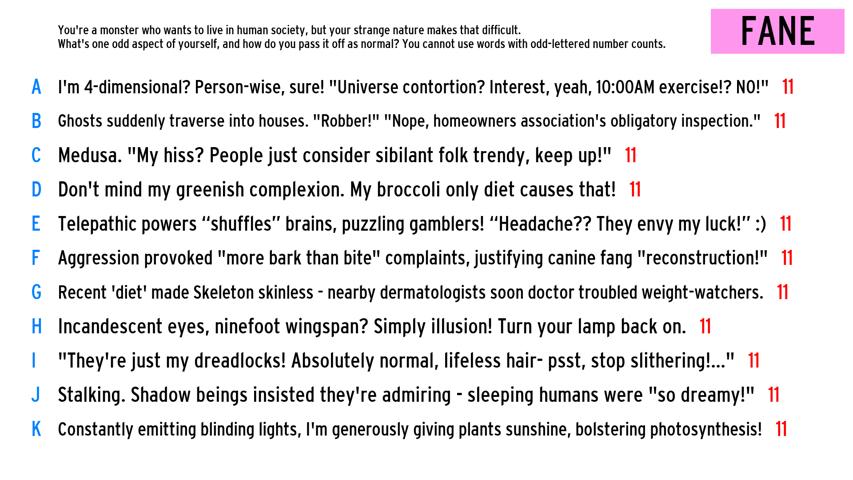 You're a monster who wants to live in human society, but your strange nature makes that difficult.
What's one odd aspect of yourself, and how do you pass it off as normal? You cannot use words with odd-lettered number counts.
FANE
A I'm 4-dimensional? Person-wise, sure! "Universe contortion? Interest, yeah, 10:00AM exercise!? NO!" 11
B Ghosts suddenly traverse into houses. "Robber!" "Nope, homeowners association's obligatory inspection." 11
C Medusa. "My hiss? People just consider sibilant folk trendy, keep up!" 11
D Don't mind my greenish complexion. My broccoli only diet causes that! 11
E Telepathic powers “shuffles” brains, puzzling gamblers! “Headache?? They envy my luck!” :) 11
F Aggression provoked "more bark than bite" complaints, justifying canine fang "reconstruction!" 11
G Recent 'diet' made Skeleton skinless - nearby dermatologists soon doctor troubled weight-watchers. 11
H Incandescent eyes, ninefoot wingspan? Simply illusion! Turn your lamp back on. 11
I "They're just my dreadlocks! Absolutely normal, lifeless hair- psst, stop slithering!..." 11
J Stalking. Shadow beings insisted they're admiring - sleeping humans were "so dreamy!" 11
K Constantly emitting blinding lights, I'm generously giving plants sunshine, bolstering photosynthesis! 11